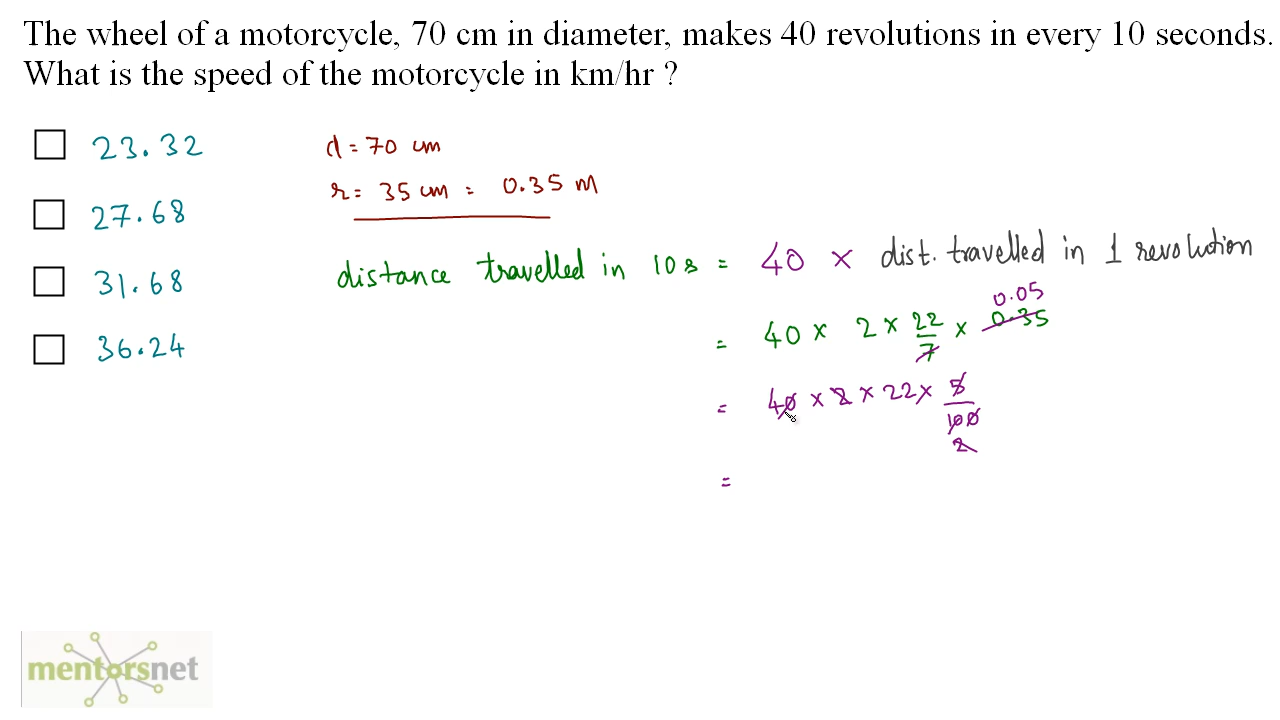 The wheel of a motorcycle, 70 cm in diameter, makes 40 revolutions in every 10 seconds.
What is the speed of the motorcycle in km/hr ?
23.32
27.68
31.68
36.24
d = 70 cm
r = 35 cm = 0.35 m
distance travelled in 10s = 40 × dist. travelled in 1 revolution
0.05
= 40 × 2 × 22/7 × 0.35
= 40 × 2 × 22 × 5/100
2
=
mentorsnet